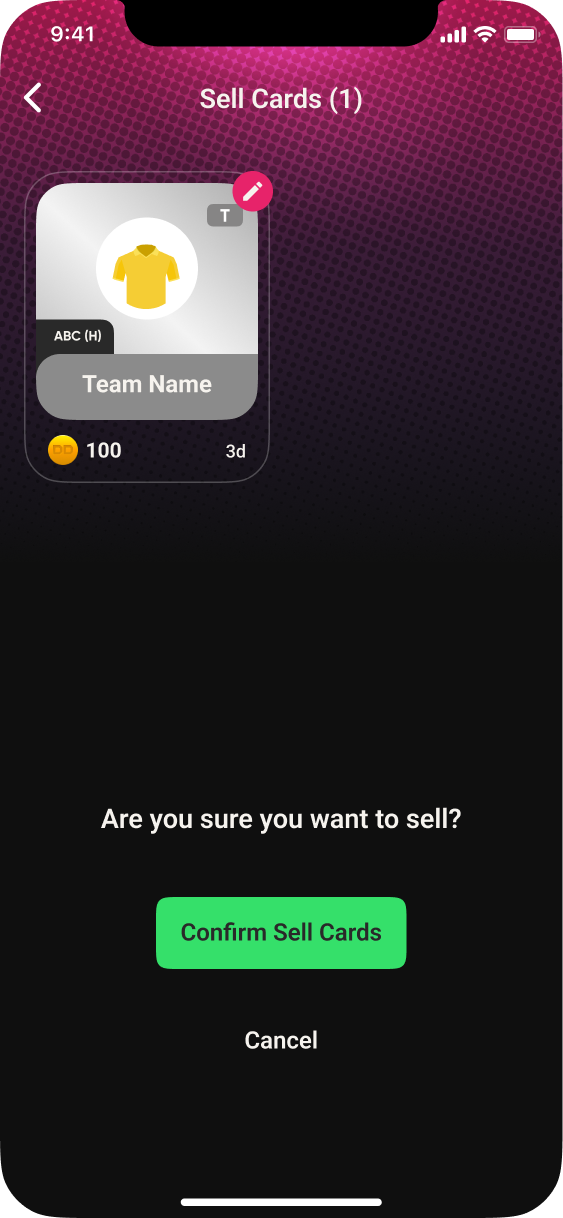 9:41
Sell Cards (1)
T
ABC (H)
Team Name
100
3d
Are you sure you want to sell?
Confirm Sell Cards
Cancel